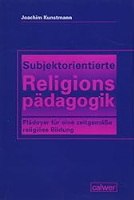 Joachim Kunstmann
Subjektorientierte
Religions
pädagogik
Plädoyer für eine zeitgemäße
religiöse Bildung
calwer